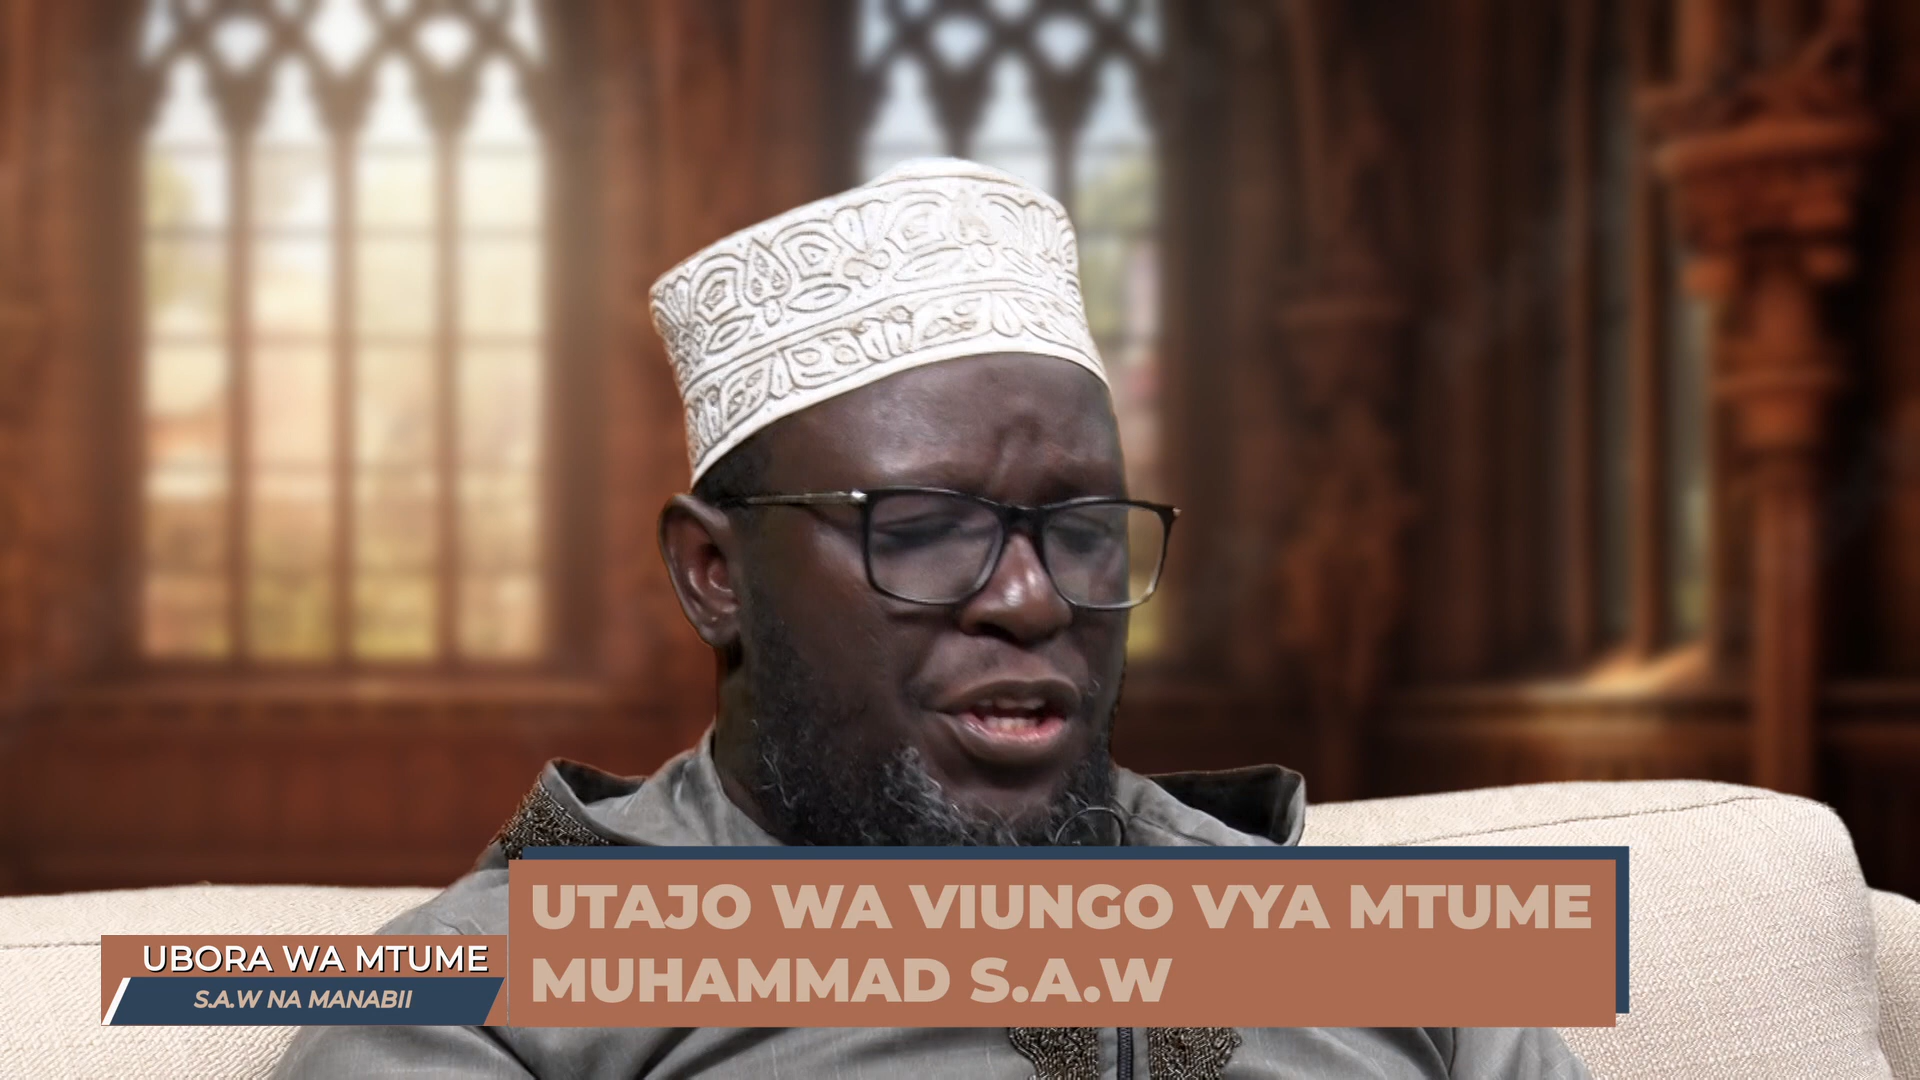 UTAJO WA VIUNGO VYA MTUME
MUHAMMAD S.A.W
UBORA WA MTUME
S.A.W NA MANABII